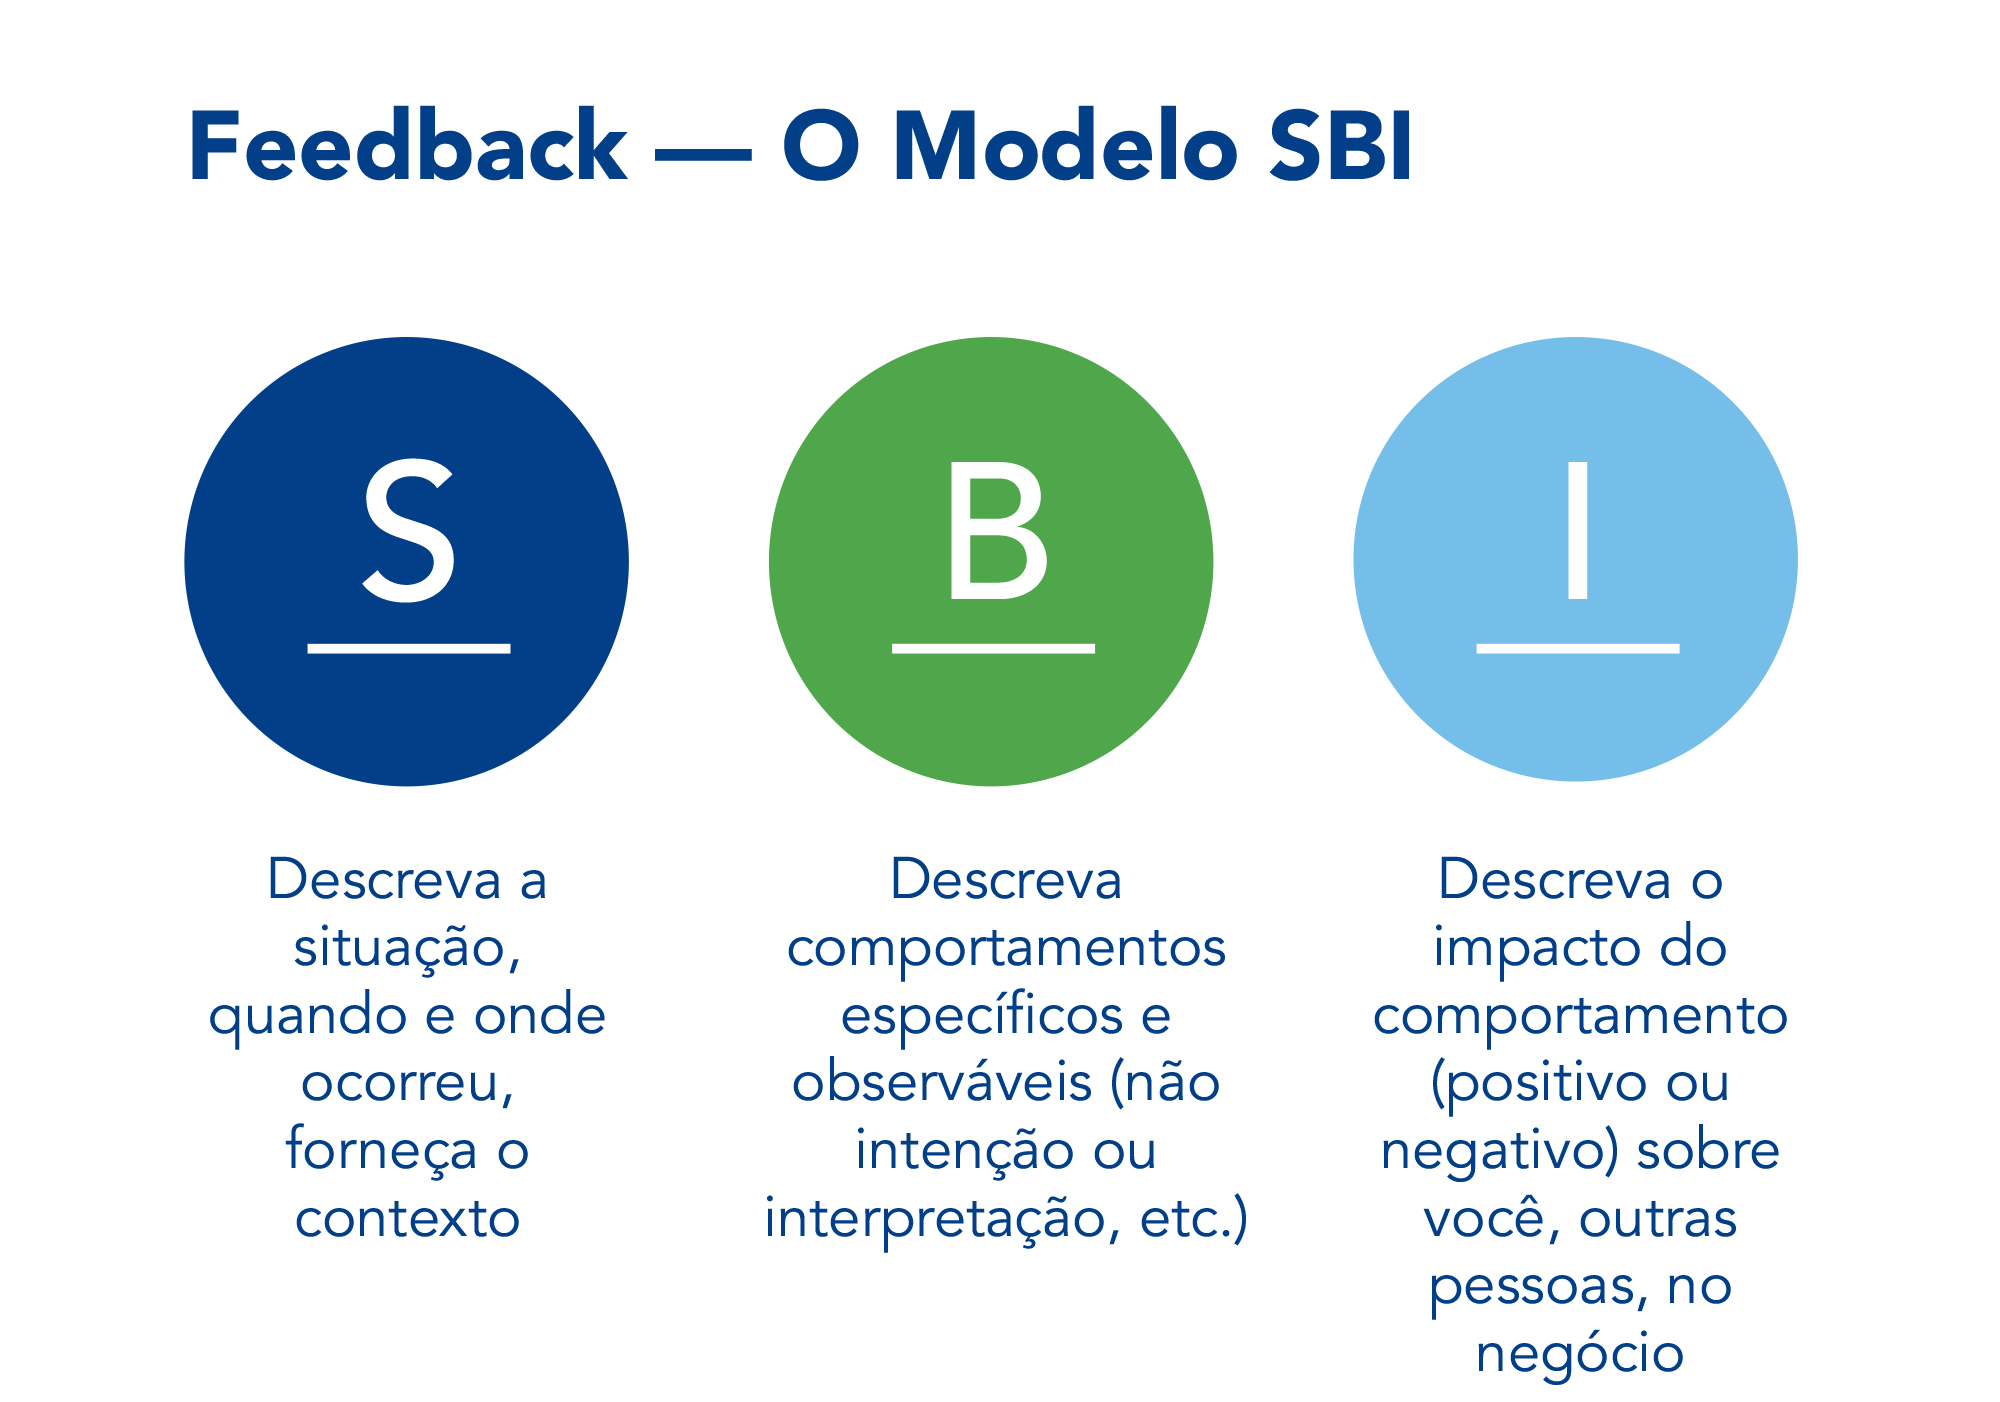 Feedback — O Modelo SBI
S
B
I
Descreva a
situação,
quando e onde
ocorreu,
forneça o
contexto
Descreva
comportamentos
específicos e
observáveis (não
intenção ou
interpretação, etc.)
Descreva o
impacto do
comportamento
(positivo ou
negativo) sobre
você, outras
pessoas, no
negócio